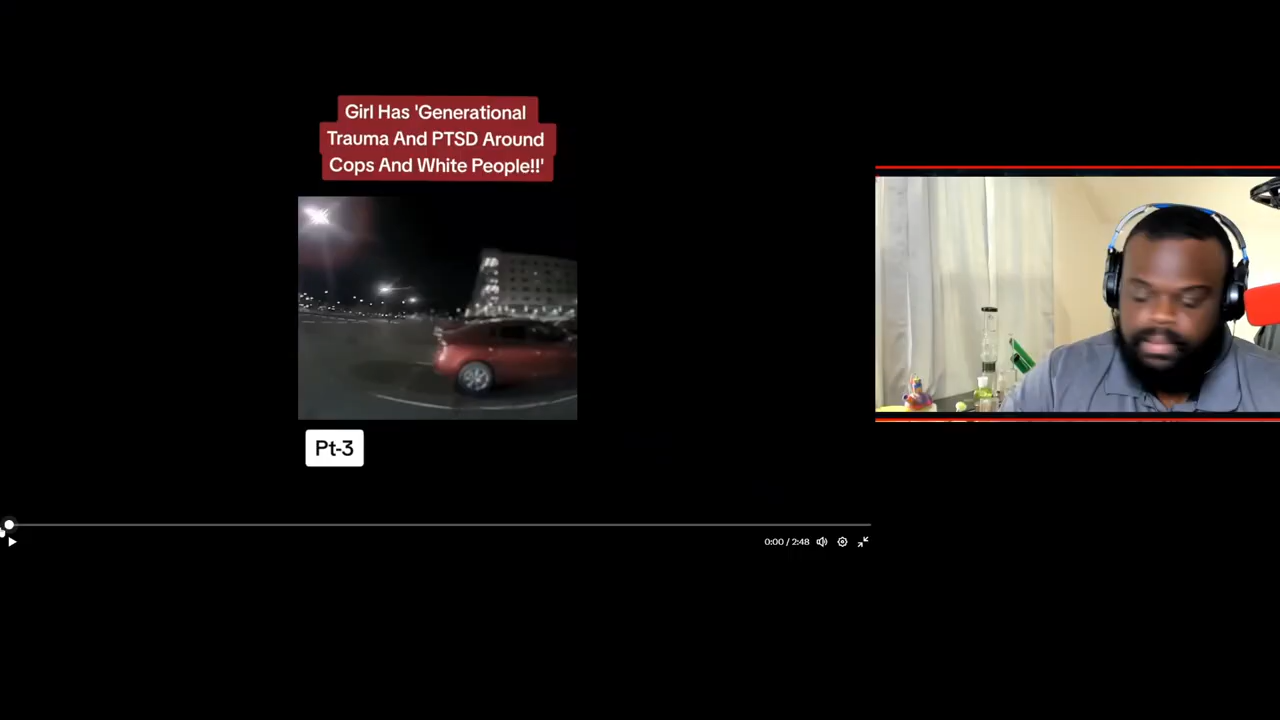 Girl Has 'Generational
Trauma And PTSD Around
Cops And White People!!'
Pt-3
0:00 / 2:48